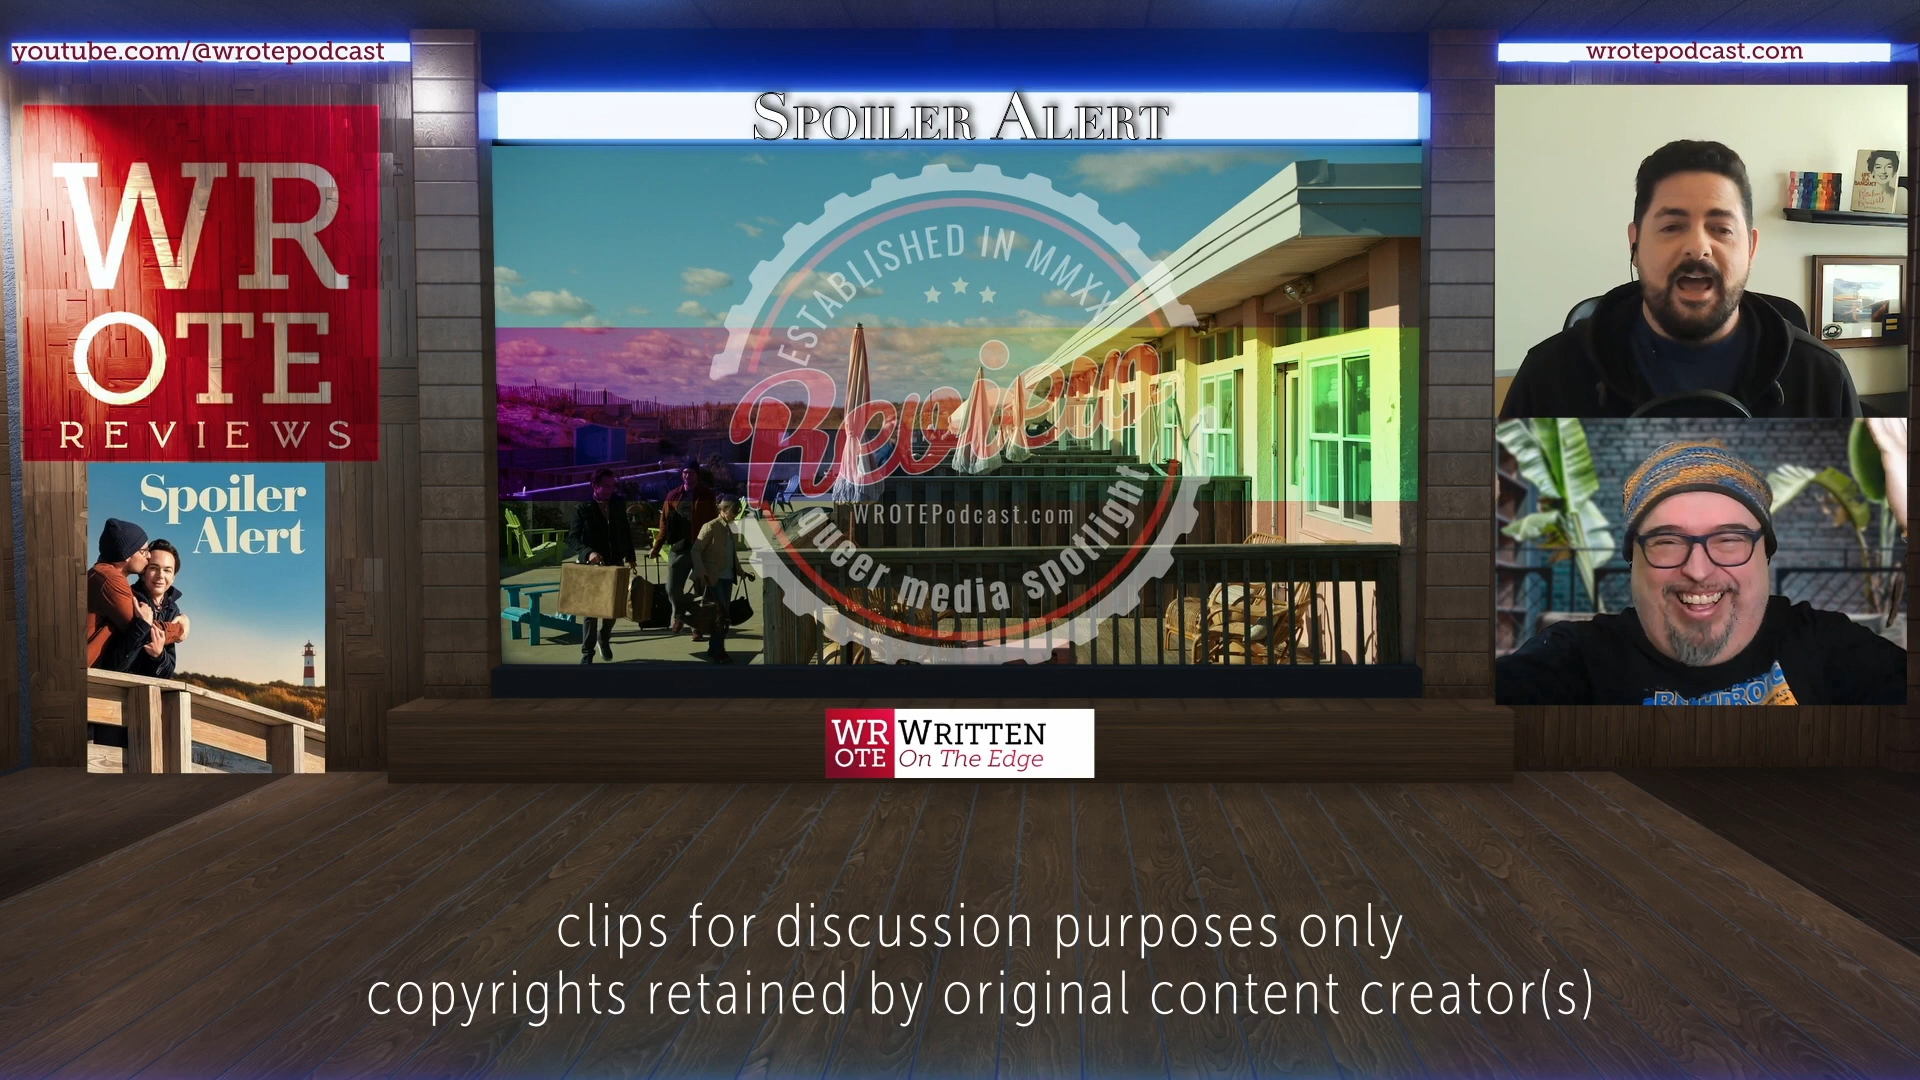 youtube.com/@wrotepodcast
wrotepodcast.com
Spoiler Alert
WR
OTE
REVIEWS
Spoiler
Alert
ESTABLISHED IN MMXX
Review
WROTEPodcast.com
queer media spotlight
WR
OTE
WRITTEN
On The Edge
clips for discussion purposes only
copyrights retained by original content creator(s)